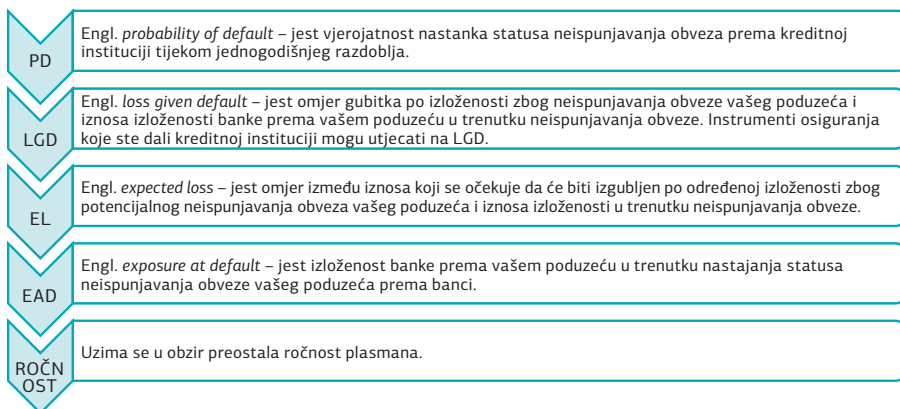 PD
Engl. probability of default – jest vjerojatnost nastanka statusa neispunjavanja obveza prema kreditnoj
instituciji tijekom jednogodišnjeg razdoblja.
LGD
Engl. loss given default – jest omjer gubitka po izloženosti zbog neispunjavanja obveze vašeg poduzeća i
iznosa izloženosti banke prema vašem poduzeću u trenutku neispunjavanja obveze. Instrumenti osiguranja
koje ste dali kreditnoj instituciji mogu utjecati na LGD.
EL
Engl. expected loss – jest omjer između iznosa koji se očekuje da će biti izgubljen po određenoj izloženosti zbog
potencijalnog neispunjavanja obveza vašeg poduzeća i iznosa izloženosti u trenutku neispunjavanja obveze.
EAD
Engl. exposure at default – jest izloženost banke prema vašem poduzeću u trenutku nastajanja statusa
neispunjavanja obveze vašeg poduzeća prema banci.
ROČN
OST
Uzima se u obzir preostala ročnost plasmana.